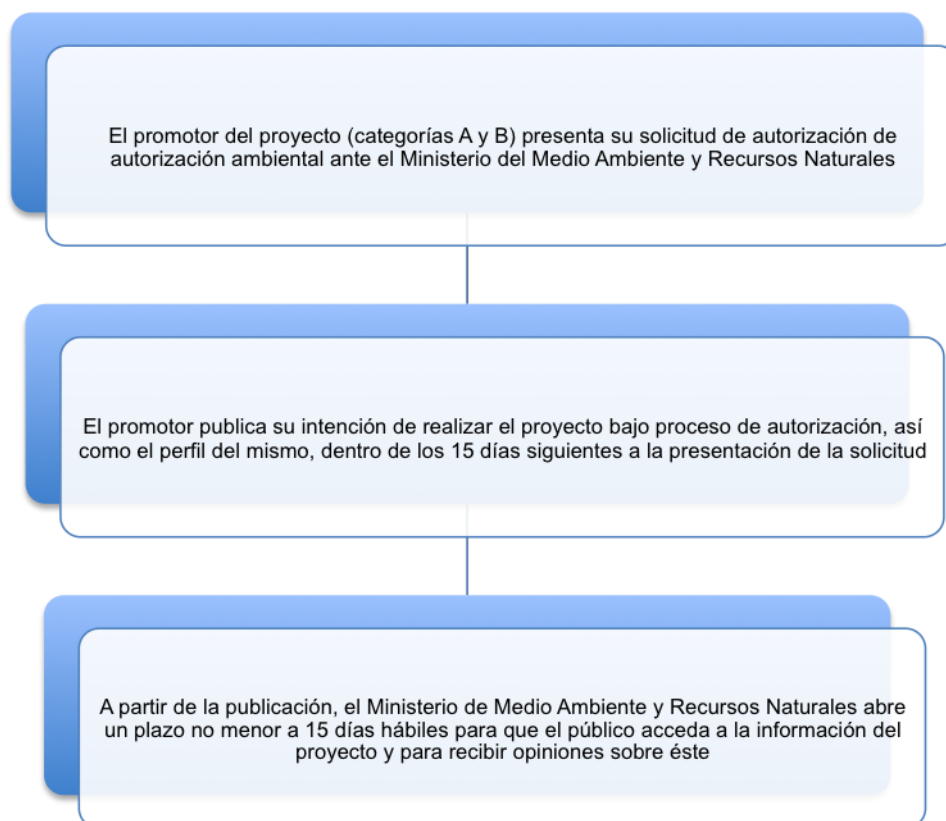 El promotor del proyecto (categorías A y B) presenta su solicitud de autorización de
autorización ambiental ante el Ministerio del Medio Ambiente y Recursos Naturales
El promotor publica su intención de realizar el proyecto bajo proceso de autorización, así
como el perfil del mismo, dentro de los 15 días siguientes a la presentación de la solicitud
A partir de la publicación, el Ministerio de Medio Ambiente y Recursos Naturales abre
un plazo no menor a 15 días hábiles para que el público acceda a la información del
proyecto y para recibir opiniones sobre éste